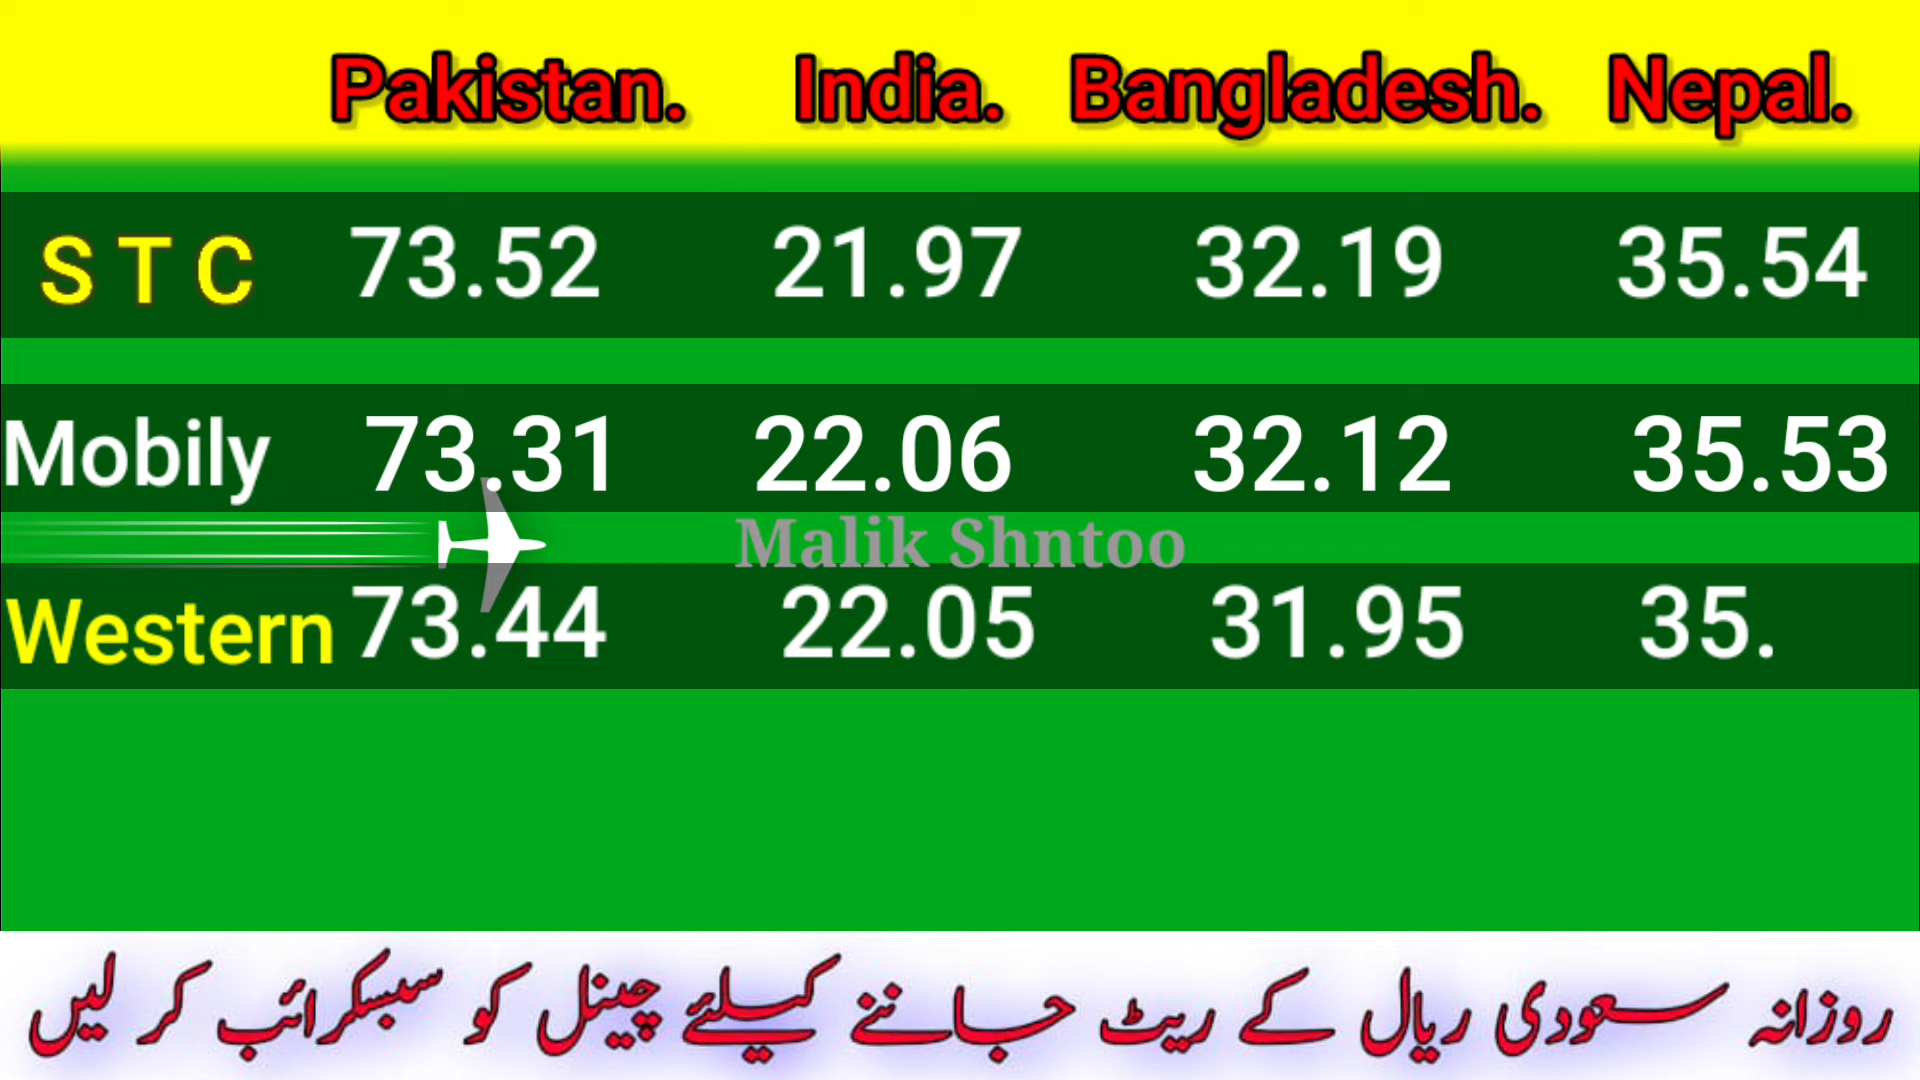 Pakistan. India. Bangladesh. Nepal.
S T C 73.52 21.97 32.19 35.54
Mobily 73.31 22.06 32.12 35.53
Malik Shntoo
Western 73.44 22.05 31.95 35.
روزانہ سعودی ریال کے ریٹ جاننے کیلئے چینل کو سبسکرائب کر لیں